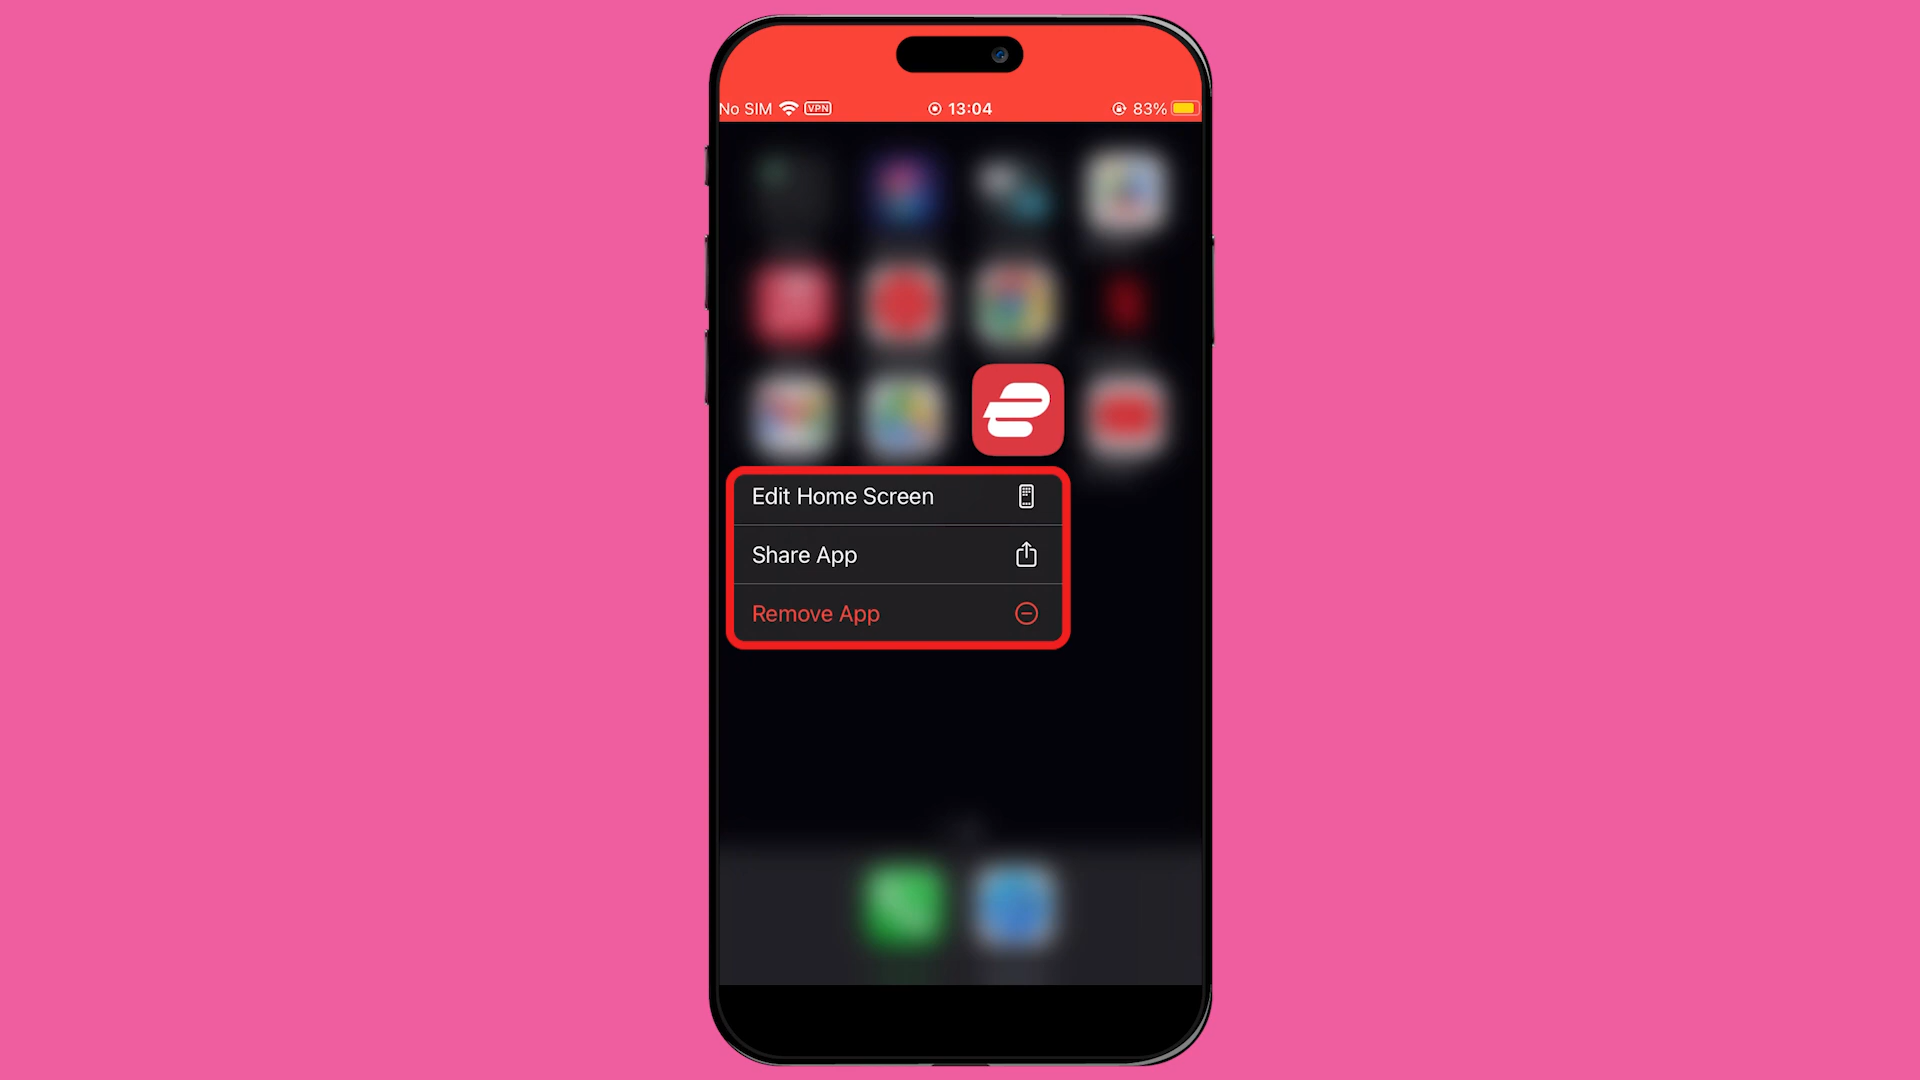 No SIM VPN 13:04 83%
Edit Home Screen
Share App
Remove App